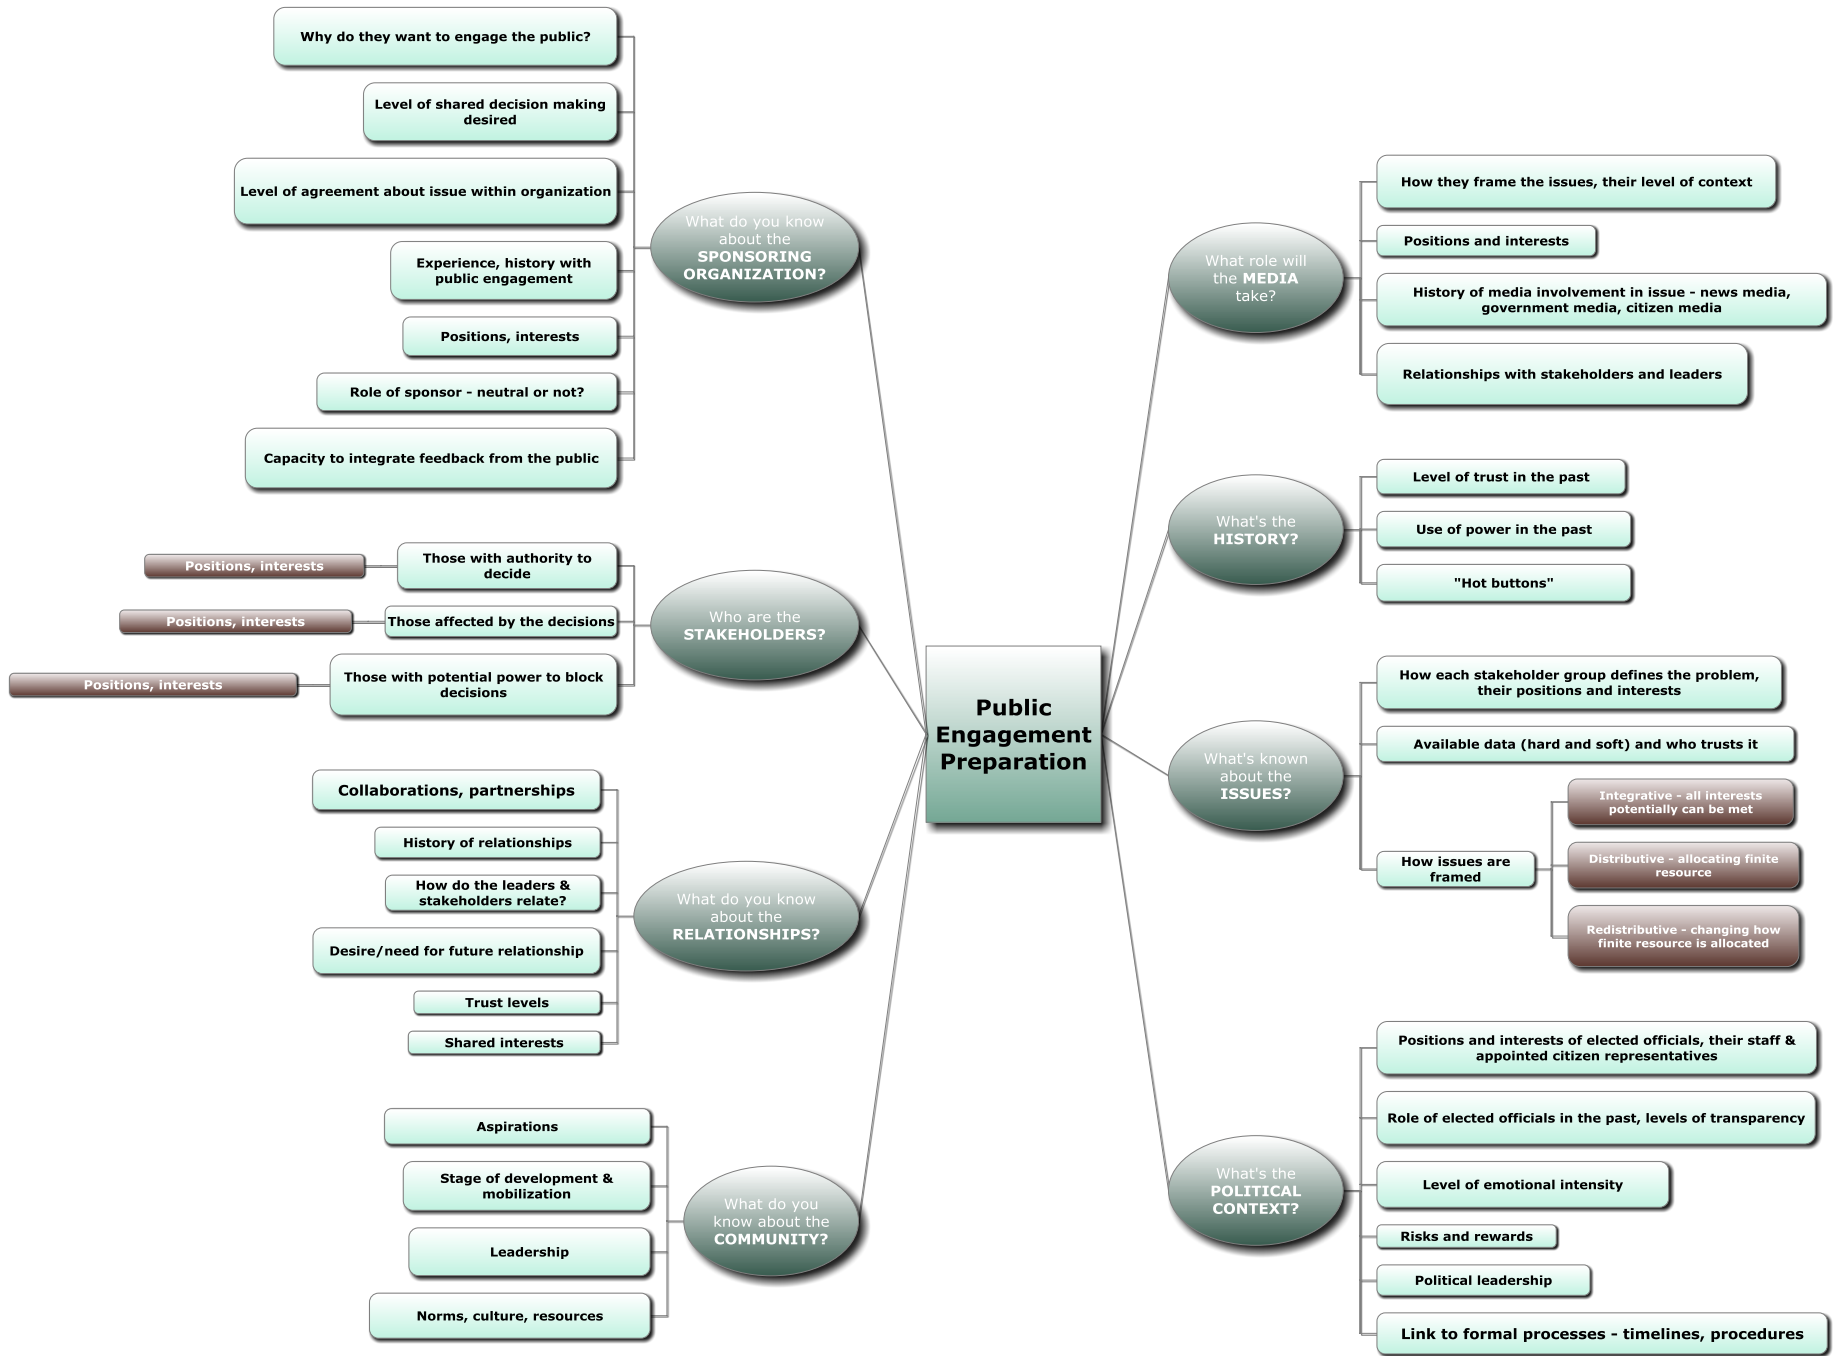 Why do they want to engage the public?
Level of shared decision making
desired
Level of agreement about issue within organization
Experience, history with
public engagement
Positions, interests
Role of sponsor - neutral or not?
Capacity to integrate feedback from the public
What do you know
about the
SPONSORING
ORGANIZATION?
Those with authority to
decide
Positions, interests
Those affected by the decisions
Positions, interests
Those with potential power to block
decisions
Positions, interests
Who are the
STAKEHOLDERS?
Collaborations, partnerships
History of relationships
How do the leaders &
stakeholders relate?
Desire/need for future relationship
Trust levels
Shared interests
What do you know
about the
RELATIONSHIPS?
Aspirations
Stage of development &
mobilization
Leadership
Norms, culture, resources
What do you
know about the
COMMUNITY?
Public
Engagement
Preparation
What role will
the MEDIA
take?
How they frame the issues, their level of context
Positions and interests
History of media involvement in issue - news media,
government media, citizen media
Relationships with stakeholders and leaders
What's the
HISTORY?
Level of trust in the past
Use of power in the past
"Hot buttons"
What's known
about the
ISSUES?
How each stakeholder group defines the problem,
their positions and interests
Available data (hard and soft) and who trusts it
How issues are
framed
Integrative - all interests
potentially can be met
Distributive - allocating finite
resource
Redistributive - changing how
finite resource is allocated
What's the
POLITICAL
CONTEXT?
Positions and interests of elected officials, their staff &
appointed citizen representatives
Role of elected officials in the past, levels of transparency
Level of emotional intensity
Risks and rewards
Political leadership
Link to formal processes - timelines, procedures